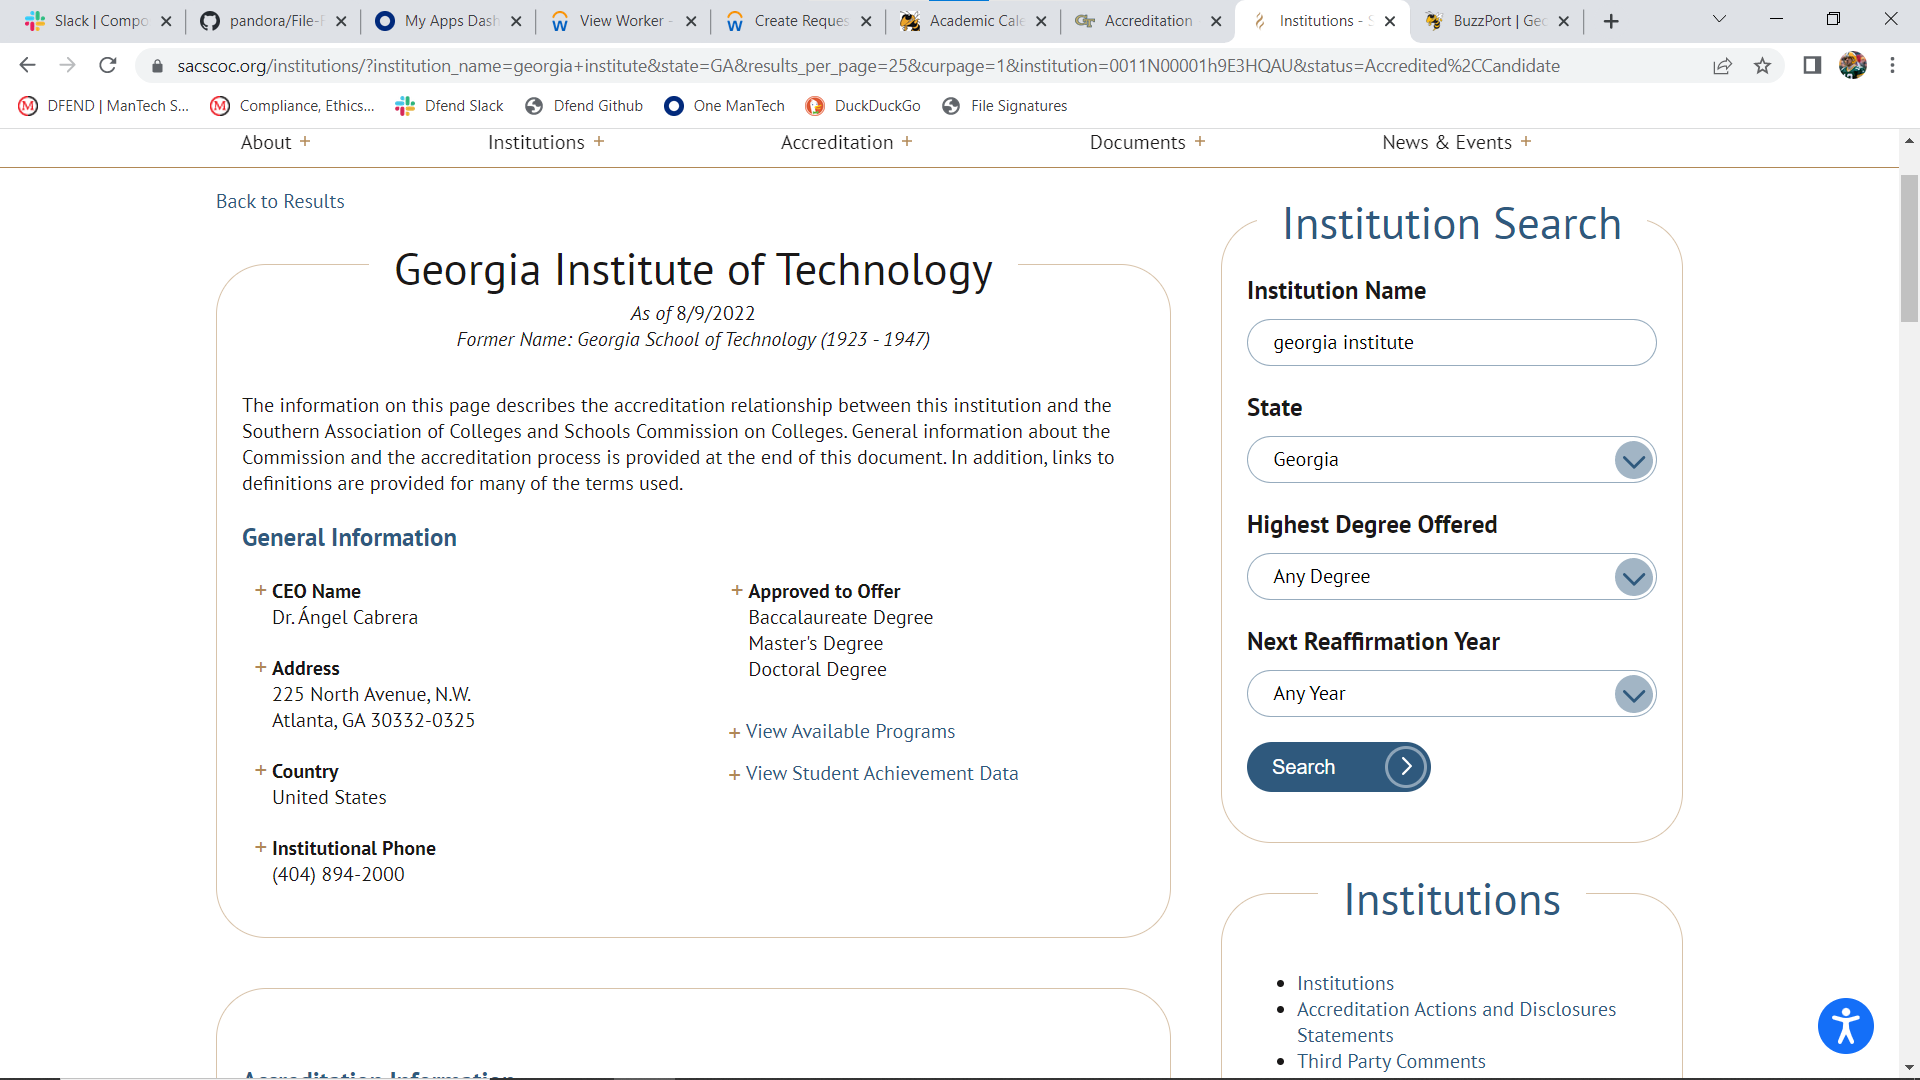 Slack | Compo
pandora/File-F
My Apps Dash
View Worker -
Create Reques
Academic Cale
Accreditation
Institutions - S
BuzzPort | Geo
sacscoc.org/institutions/?institution_name=georgia+institute&state=GA&results_per_page=25&curpage=1&institution=0011N00001h9E3HQAU&status=Accredited%2CCandidate
DFEND | ManTech S...
Compliance, Ethics...
Dfend Slack
Dfend Github
One ManTech
DuckDuckGo
File Signatures
About +
Institutions +
Accreditation +
Documents +
News & Events +
Back to Results
Georgia Institute of Technology
As of 8/9/2022
Former Name: Georgia School of Technology (1923 - 1947)
The information on this page describes the accreditation relationship between this institution and the
Southern Association of Colleges and Schools Commission on Colleges. General information about the
Commission and the accreditation process is provided at the end of this document. In addition, links to
definitions are provided for many of the terms used.
General Information
+ CEO Name
Dr. Ángel Cabrera
+ Address
225 North Avenue, N.W.
Atlanta, GA 30332-0325
+ Country
United States
+ Institutional Phone
(404) 894-2000
+ Approved to Offer
Baccalaureate Degree
Master's Degree
Doctoral Degree
+ View Available Programs
+ View Student Achievement Data
Accreditation Information
Institution Search
Institution Name
georgia institute
State
Georgia
Highest Degree Offered
Any Degree
Next Reaffirmation Year
Any Year
Search
Institutions
• Institutions
• Accreditation Actions and Disclosures
Statements
• Third Party Comments